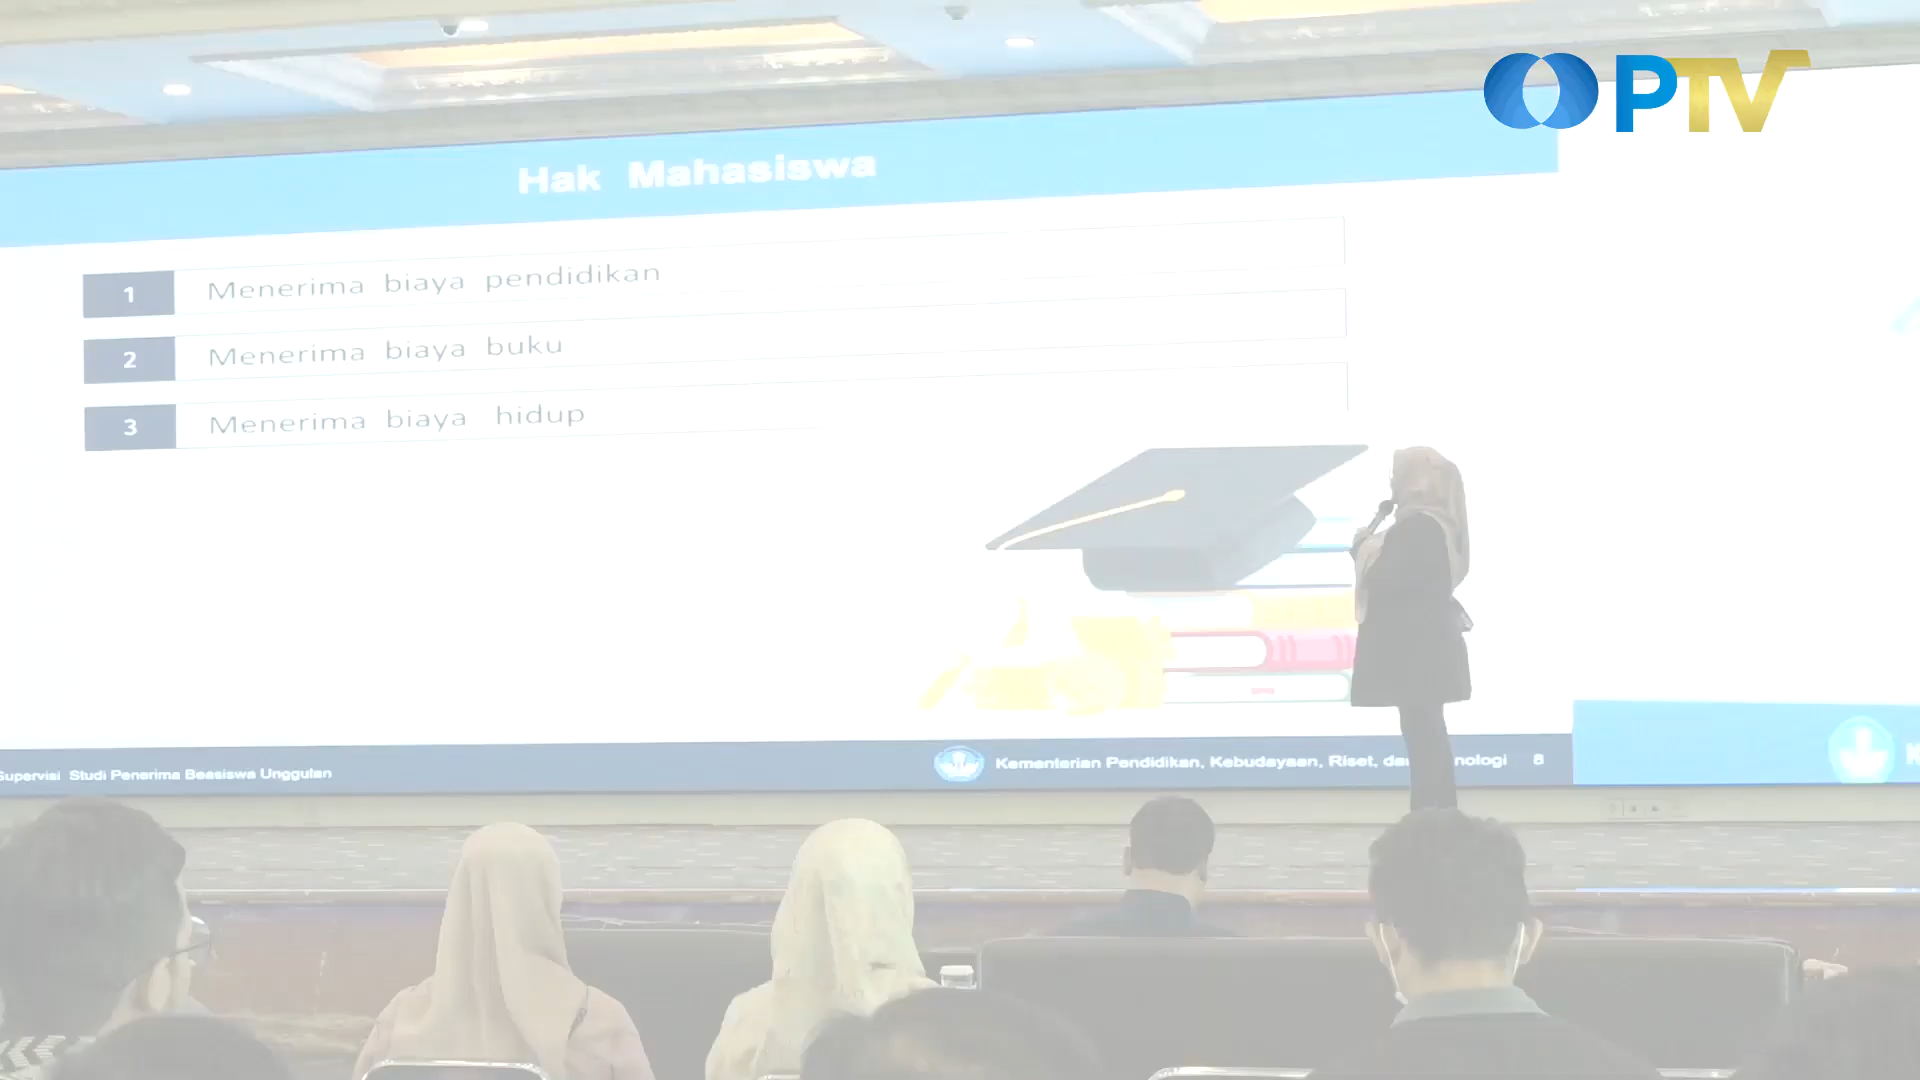 PTV
Hak Mahasiswa
1 Menerima biaya pendidikan
2 Menerima biaya buku
3 Menerima biaya hidup
Supervisi Studi Penerima Beasiswa Unggulan
Kementerian Pendidikan, Kebudayaan, Riset, da nologi 8